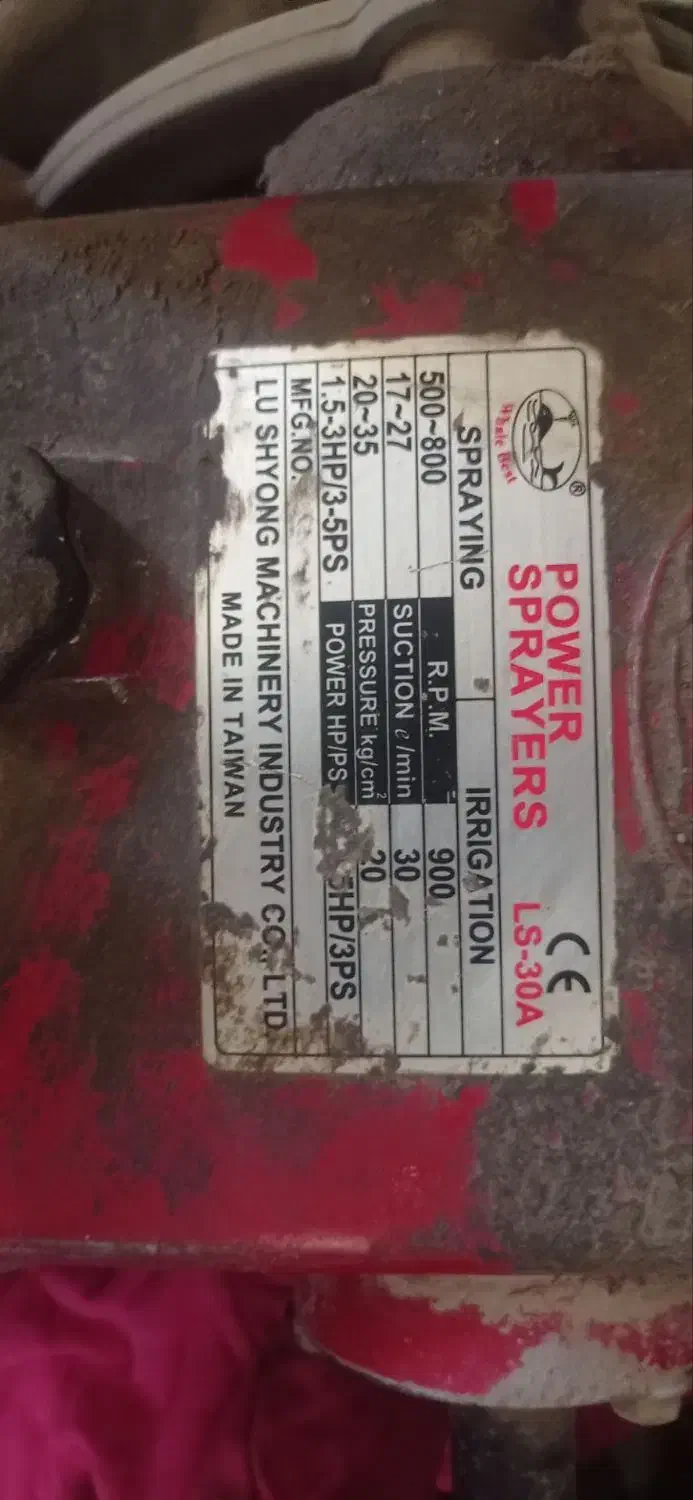 Whale Best ®
POWER
SPRAYERS LS-30A
CE
SPRAYING IRRIGATION
500~800 R.P.M. 900
17~27 SUCTION ℓ/min 30
20~35 PRESSURE kg/cm² 20
1.5-3HP/3-5PS POWER HP/PS HP/3PS
MFG.NO.
LU SHYONG MACHINERY INDUSTRY CO., LTD
MADE IN TAIWAN